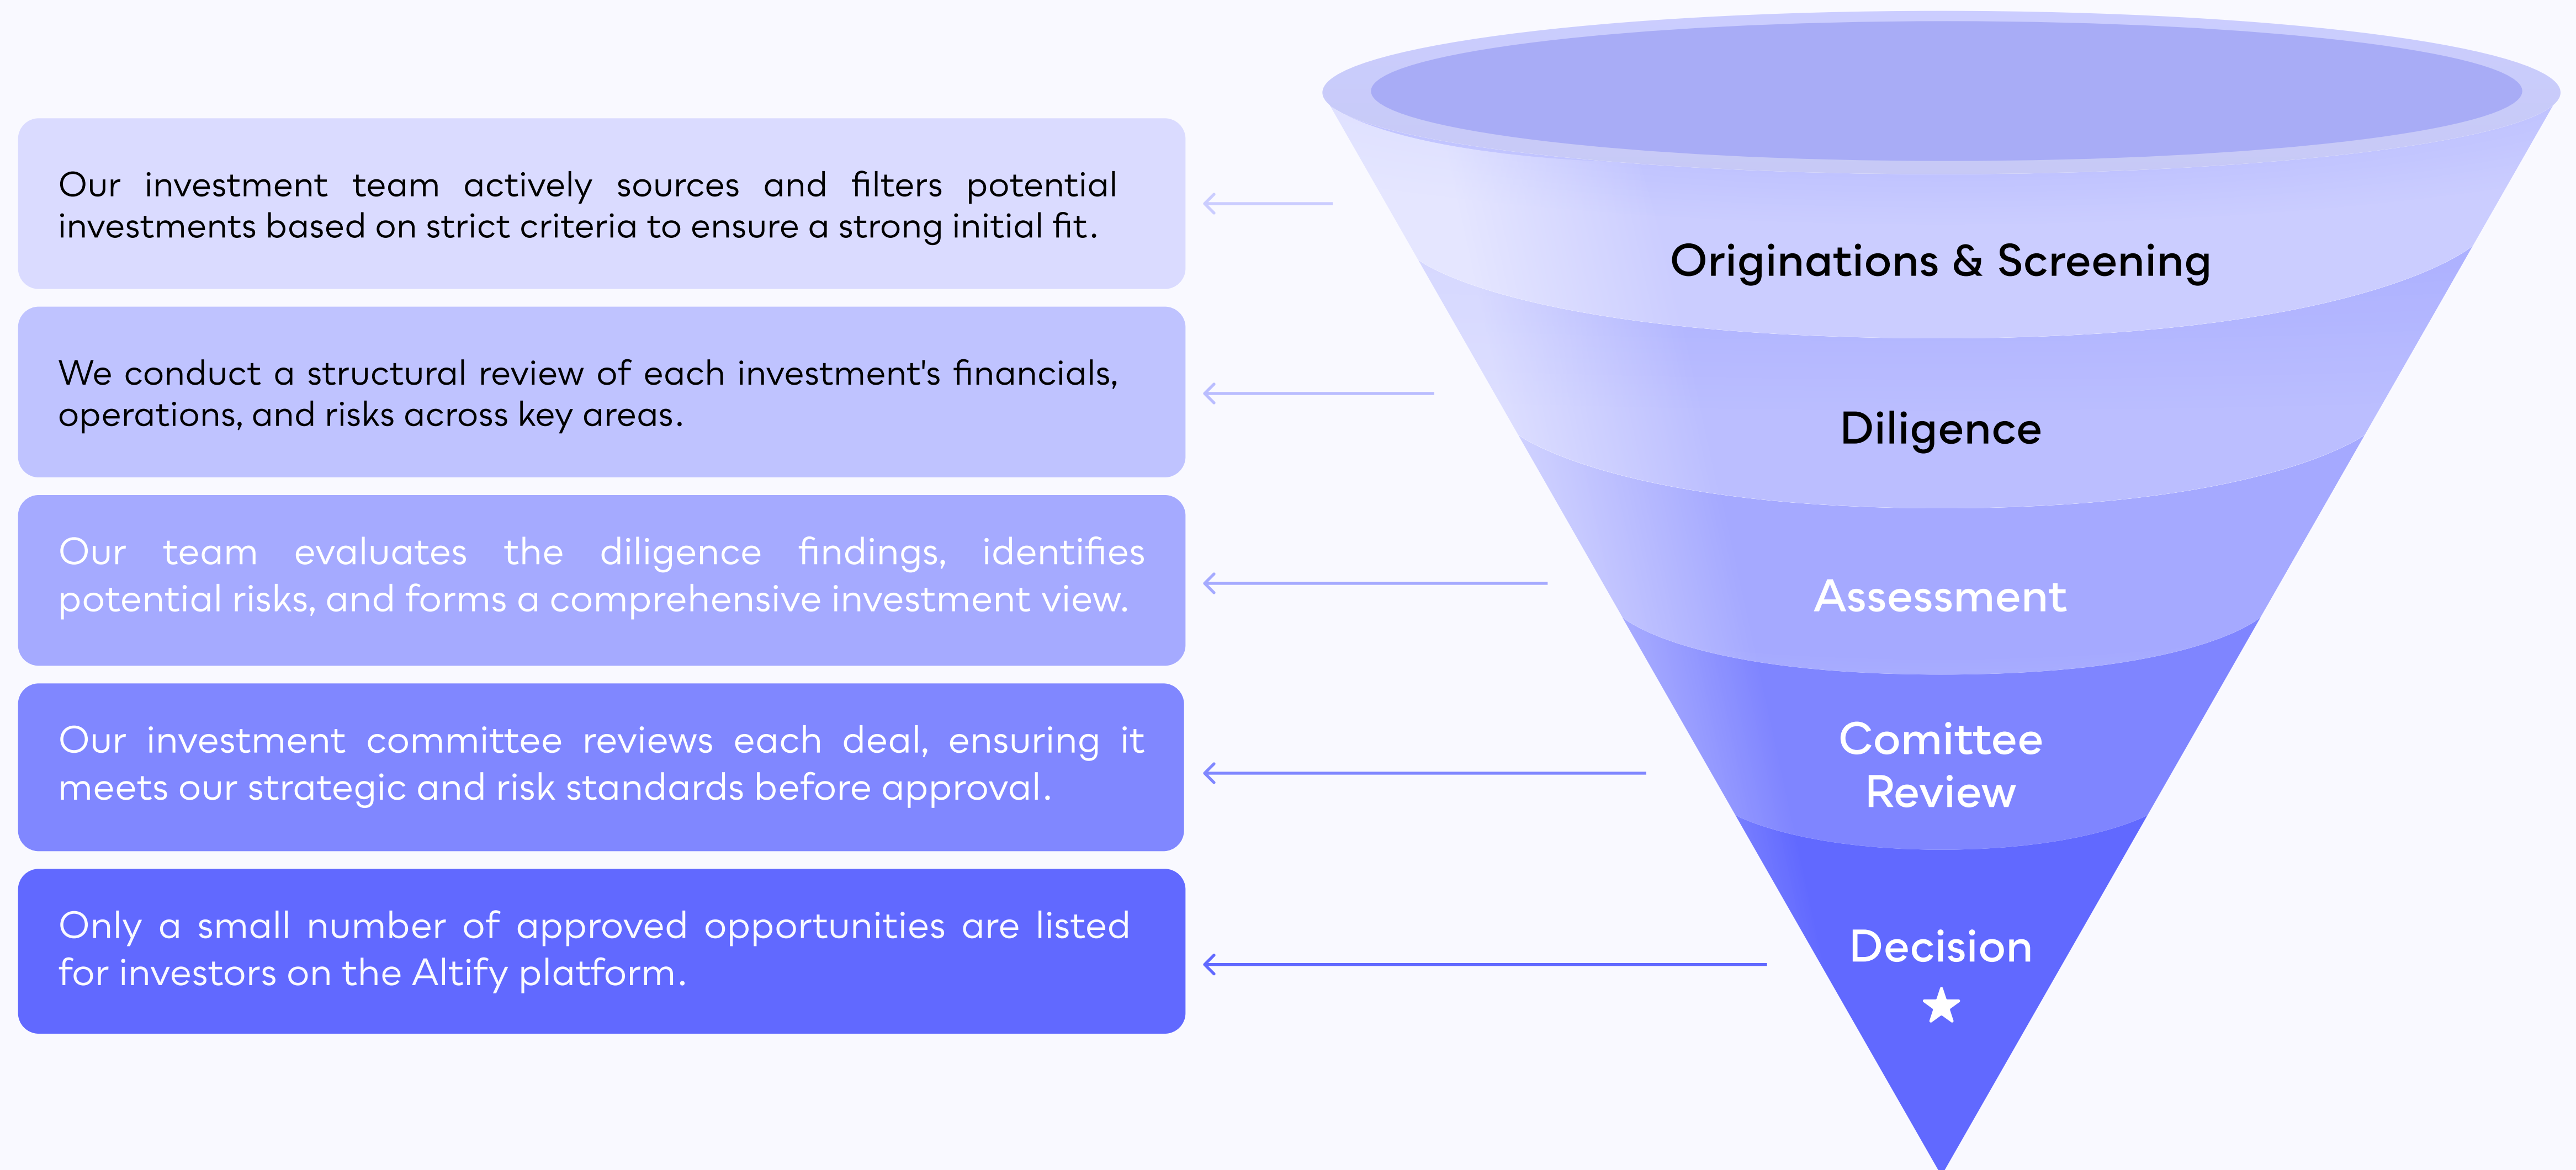 Our investment team actively sources and filters potential
investments based on strict criteria to ensure a strong initial fit.
Originations & Screening
We conduct a structural review of each investment's financials,
operations, and risks across key areas.
Diligence
Our team evaluates the diligence findings, identifies
potential risks, and forms a comprehensive investment view.
Assessment
Our investment committee reviews each deal, ensuring it
meets our strategic and risk standards before approval.
Comittee
Review
Only a small number of approved opportunities are listed
for investors on the Altify platform.
Decision